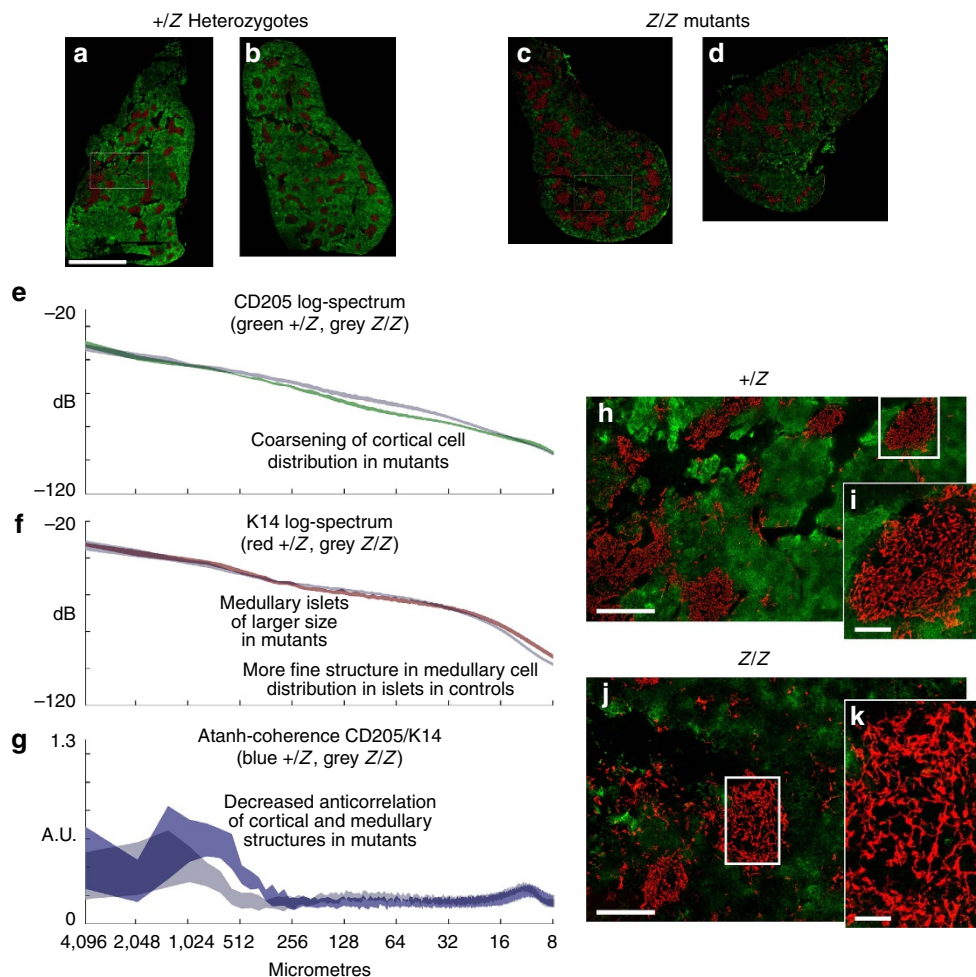 +/Z Heterozygotes
Z/Z mutants
a
b
c
d
e
CD205 log-spectrum
(green +/Z, grey Z/Z)
–20
dB
–120
Coarsening of cortical cell
distribution in mutants
f
K14 log-spectrum
(red +/Z, grey Z/Z)
–20
dB
–120
Medullary islets
of larger size
in mutants
More fine structure in medullary cell
distribution in islets in controls
g
Atanh-coherence CD205/K14
(blue +/Z, grey Z/Z)
1.3
A.U.
0
Decreased anticorrelation
of cortical and medullary
structures in mutants
4,096 2,048 1,024 512 256 128 64 32 16 8
Micrometres
+/Z
h
i
Z/Z
j
k